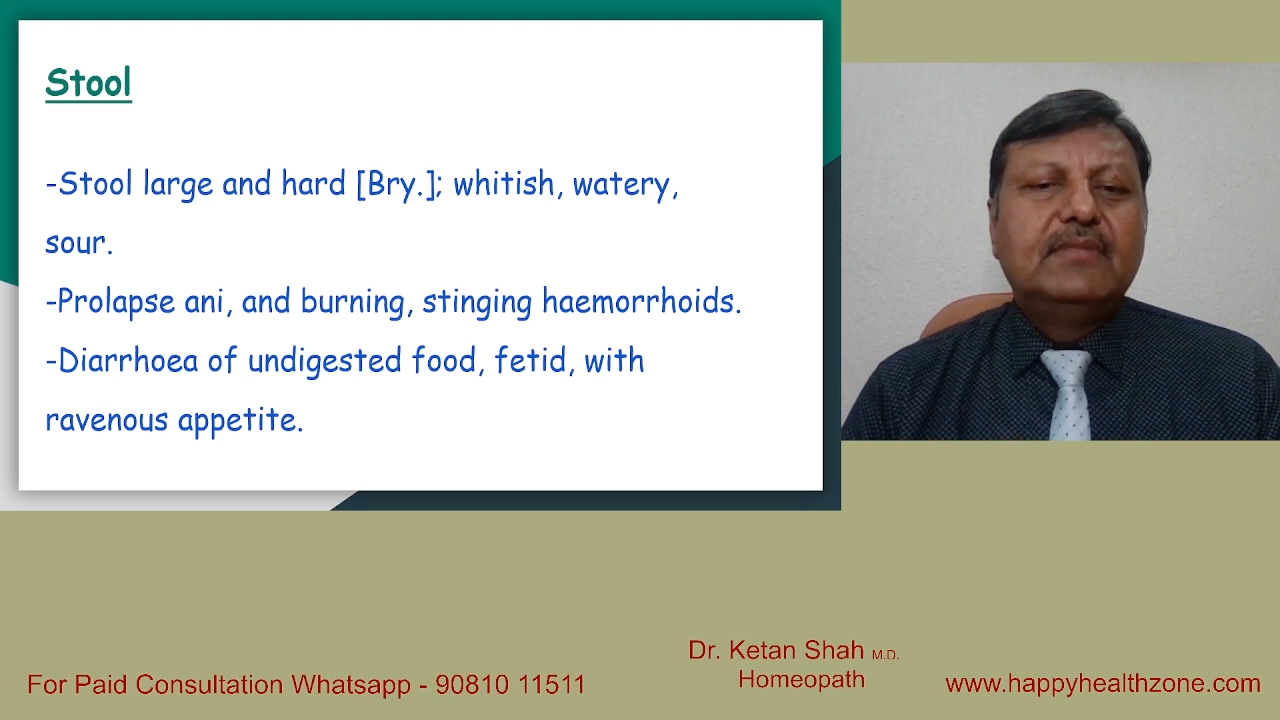 Stool
-Stool large and hard [Bry.]; whitish, watery,
sour.
-Prolapse ani, and burning, stinging haemorrhoids.
-Diarrhoea of undigested food, fetid, with
ravenous appetite.
Dr. Ketan Shah M.D.
Homeopath
For Paid Consultation Whatsapp - 90810 11511
www.happyhealthzone.com